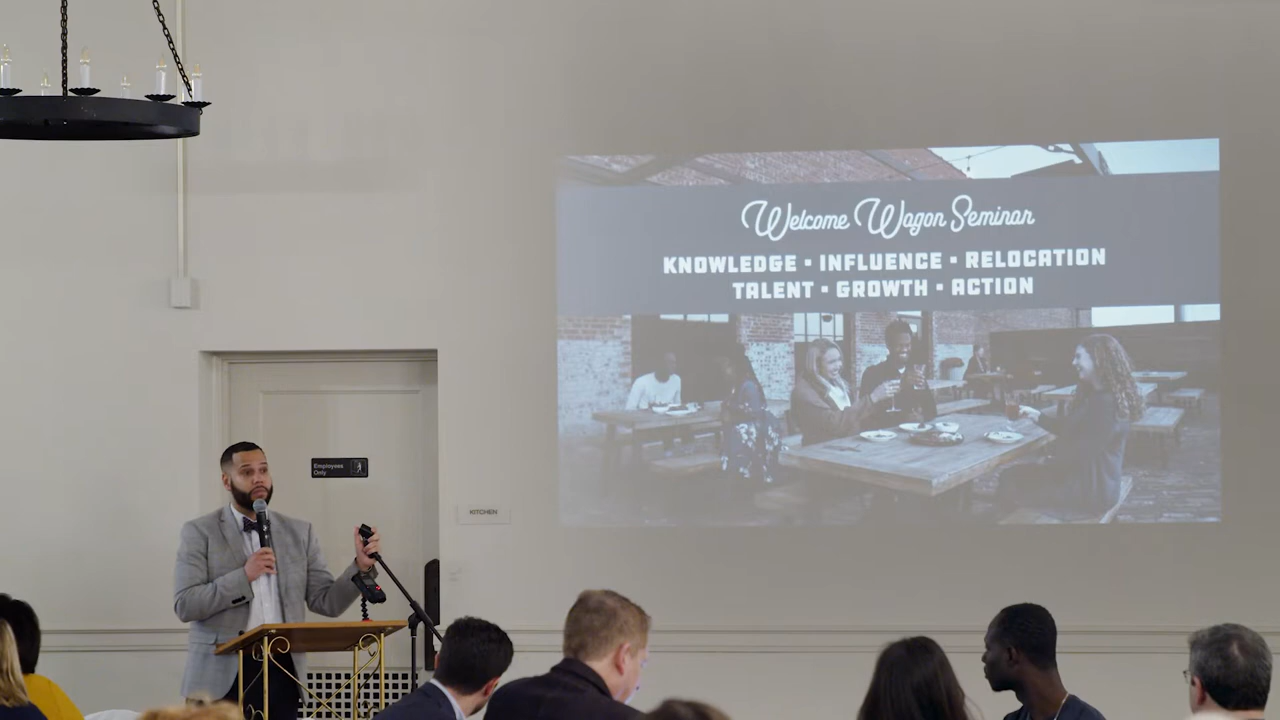 Welcome Wagon Seminar
KNOWLEDGE ▪ INFLUENCE ▪ RELOCATION
TALENT ▪ GROWTH ▪ ACTION
Employees
Only
KITCHEN